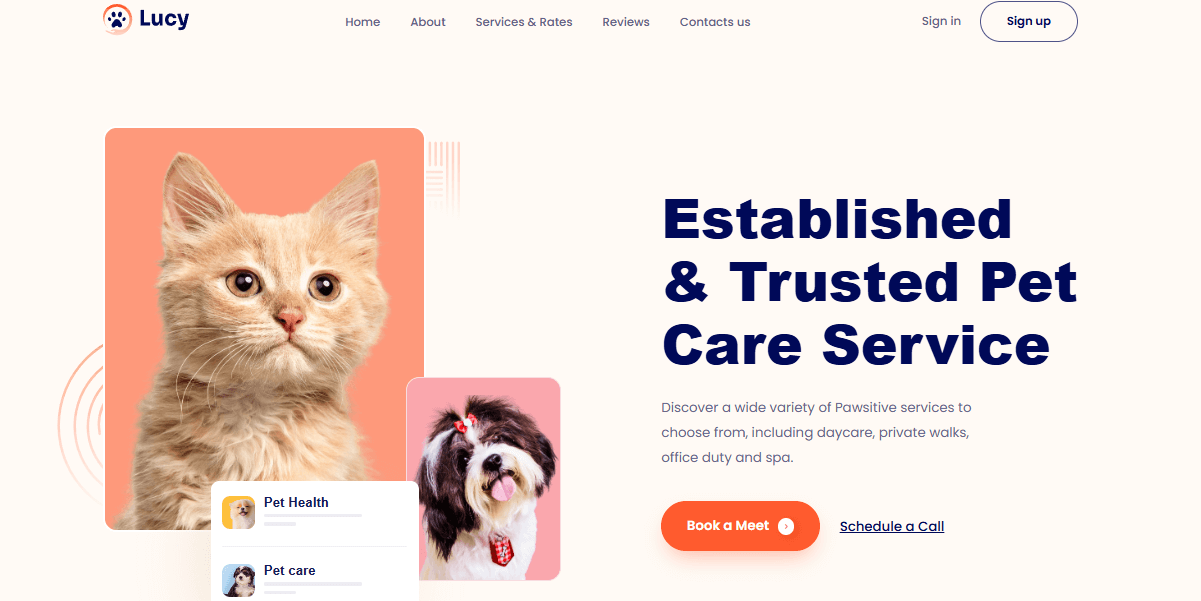 Lucy
Home About Services & Rates Reviews Contacts us
Sign in Sign up
Established
& Trusted Pet
Care Service
Discover a wide variety of Pawsitive services to
choose from, including daycare, private walks,
office duty and spa.
Book a Meet
Schedule a Call
Pet Health
Pet care